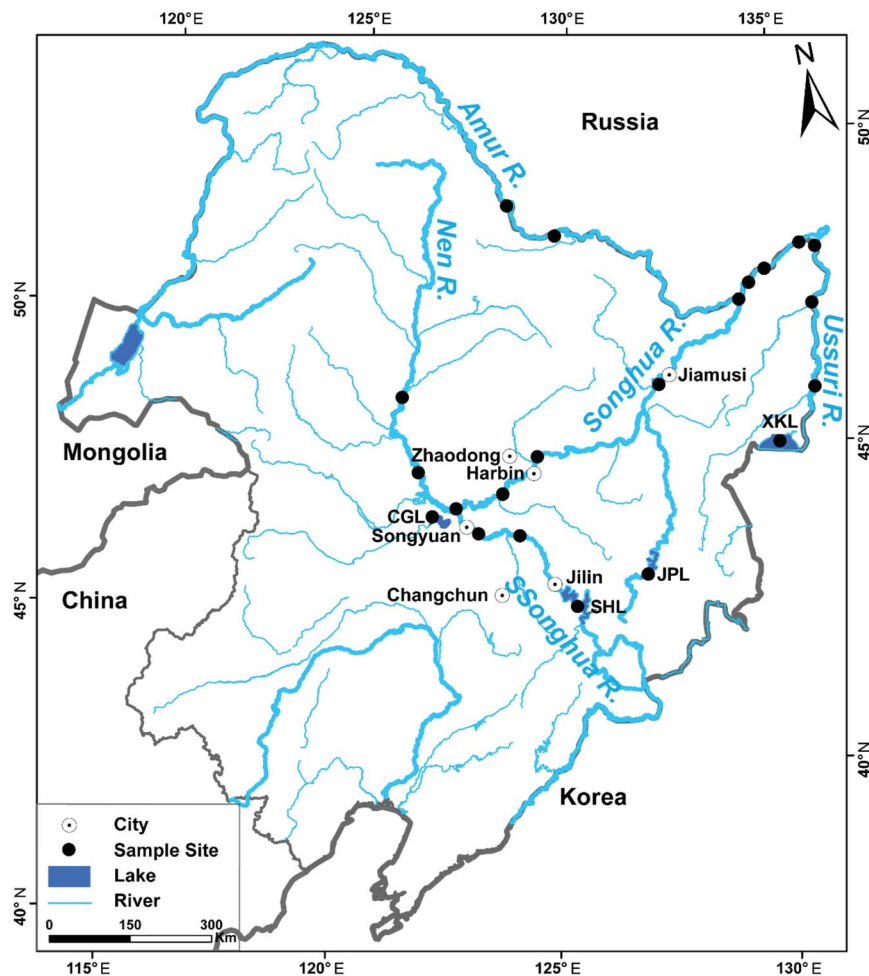 120° E
125° E
130° E
135° E
N
50° N
Russia
Amur R.
Nen R.
50° N
Songhua R.
Ussuri R.
Jiamusi
XKL
45° N
Mongolia
Zhaodong
Harbin
CGL
Songyuan
Jilin
JPL
Changchun
SHL
45° N
China
SSonghua R.
40° N
Korea
City
Sample Site
Lake
River
0 150 300
Km
40° N
115° E
120° E
125° E
130° E